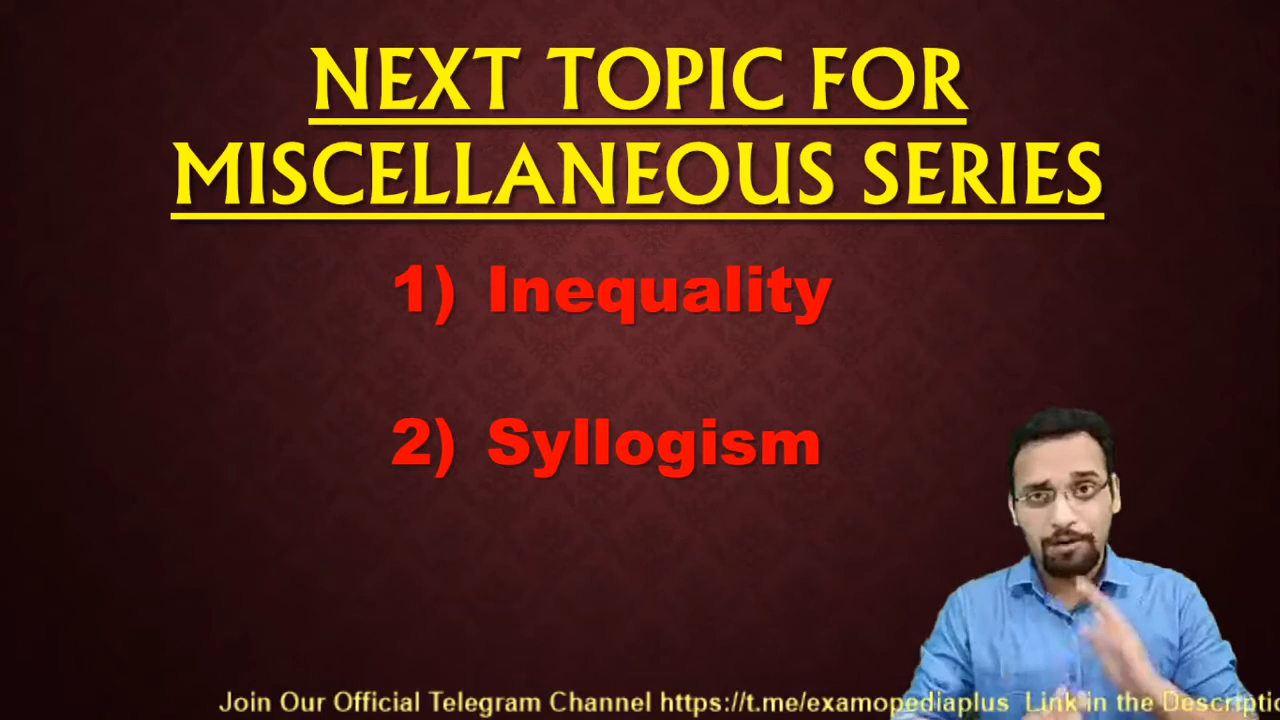 NEXT TOPIC FOR
MISCELLANEOUS SERIES
1) Inequality
2) Syllogism
Join Our Official Telegram Channel https://t.me/examopediaplus Link in the Descriptio